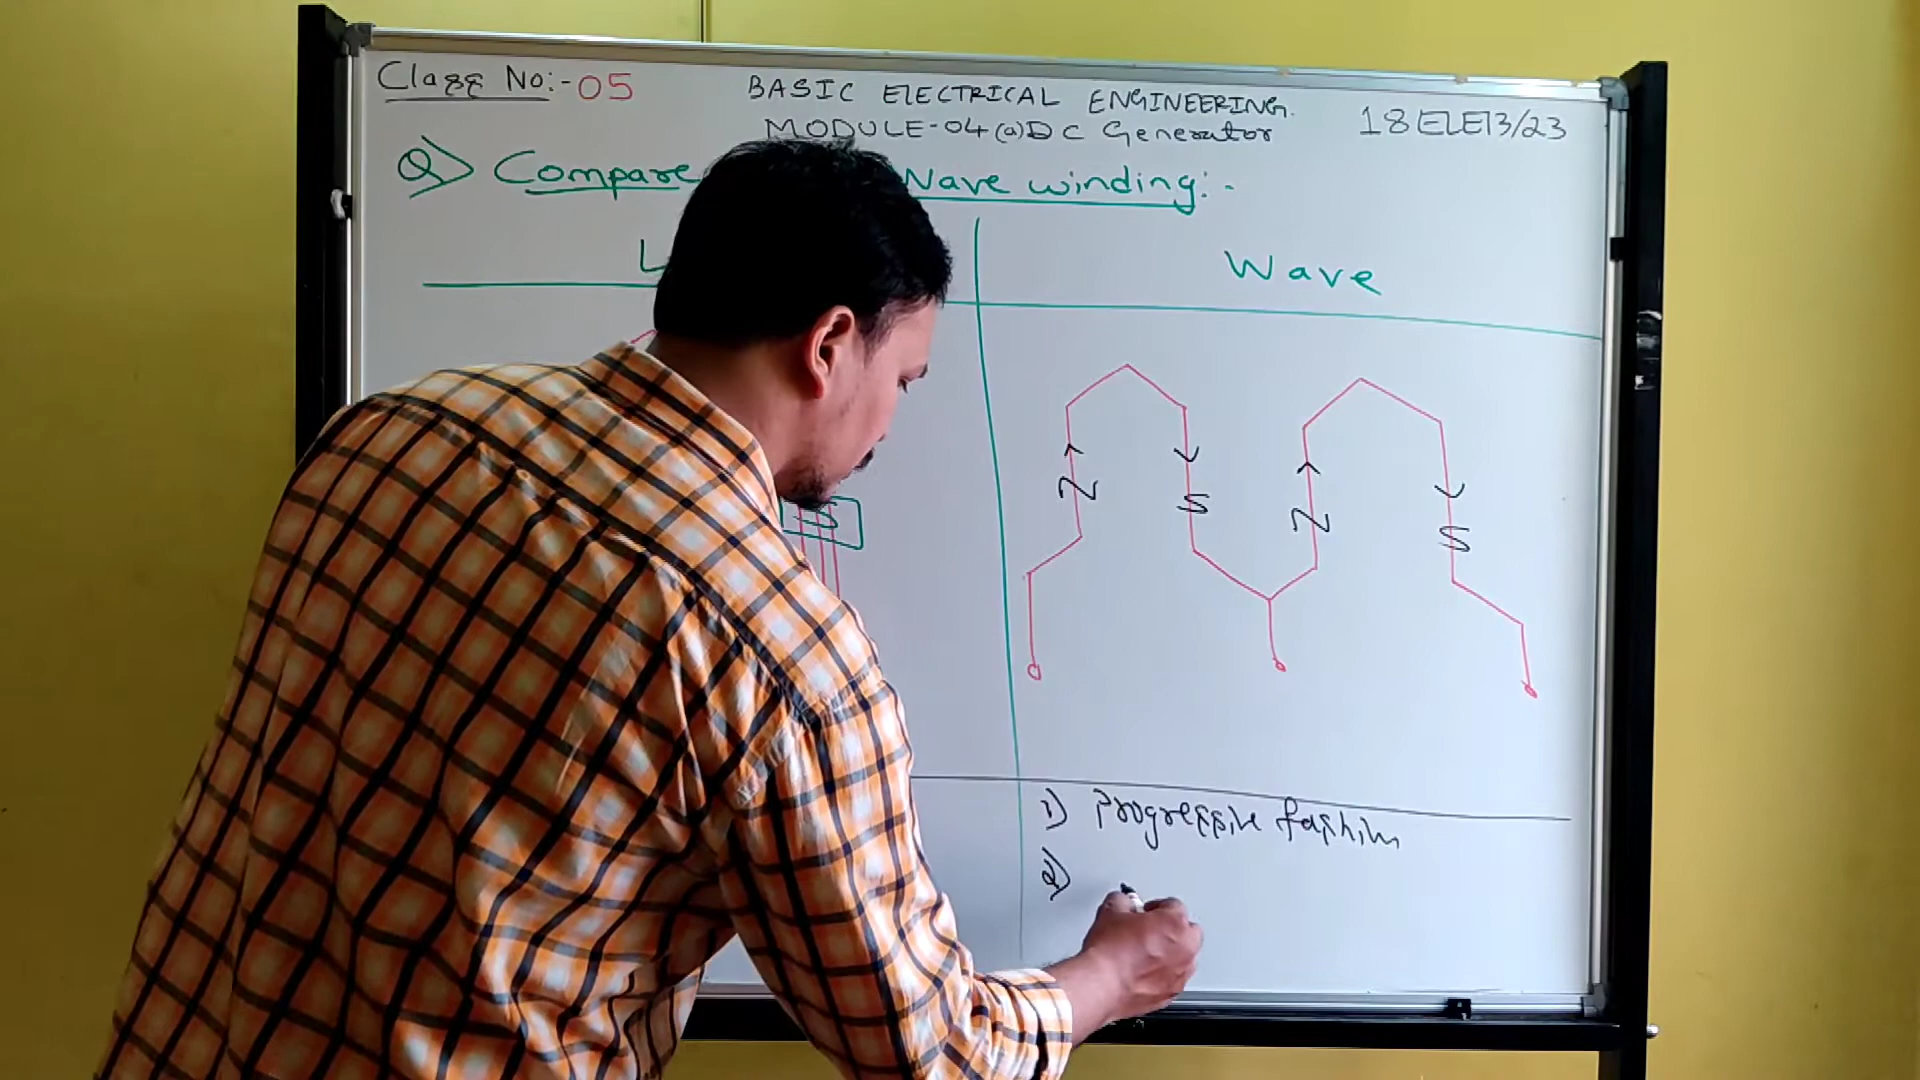 Class No:- 05
BASIC ELECTRICAL ENGINEERING.
MODULE-04(a) DC Generator
18ELE13/23
Q) Compare Wave winding:-
L
Wave
N S N S
S
1) Progressive fashion
2)